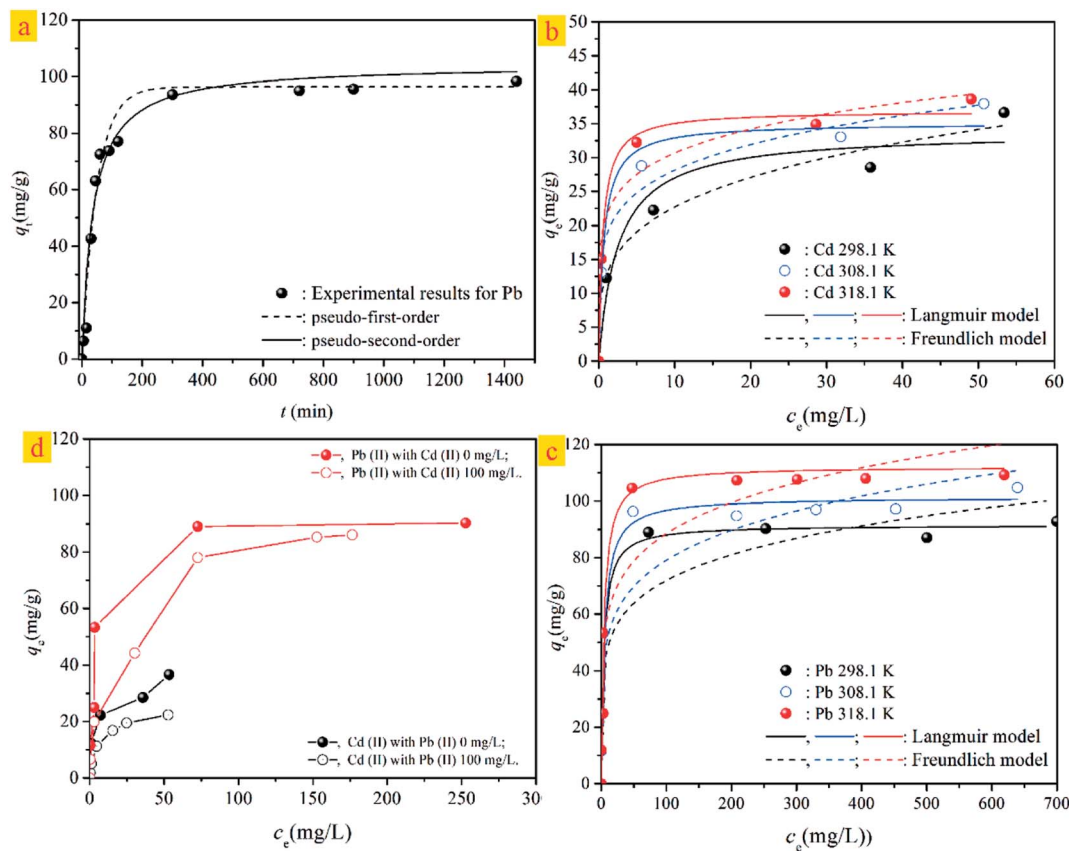 a
120
100
80
60
40
20
0
qt(mg/g)
: Experimental results for Pb
: pseudo-first-order
: pseudo-second-order
0 200 400 600 800 1000 1200 1400
t (min)
b
50
45
40
35
30
25
20
15
10
5
0
qe(mg/g)
: Cd 298.1 K
: Cd 308.1 K
: Cd 318.1 K
, ; : Langmuir model
, ; : Freundlich model
0 10 20 30 40 50 60
ce(mg/L)
d
120
100
80
60
40
20
0
qe(mg/g)
, Pb (II) with Cd (II) 0 mg/L;
, Pb (II) with Cd (II) 100 mg/L.
, Cd (II) with Pb (II) 0 mg/L;
, Cd (II) with Pb (II) 100 mg/L.
0 50 100 150 200 250 30
ce(mg/L)
c
120
100
80
60
40
20
0
qe(mg/g)
: Pb 298.1 K
: Pb 308.1 K
: Pb 318.1 K
, ; : Langmuir model
, ; : Freundlich model
0 100 200 300 400 500 600 700
ce(mg/L))